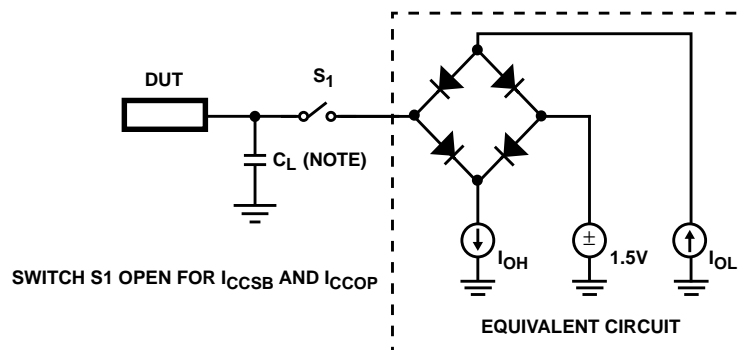 DUT
S1
CL (NOTE)
IOH
±
1.5V
IOL
SWITCH S1 OPEN FOR ICCSB AND ICCOP
EQUIVALENT CIRCUIT